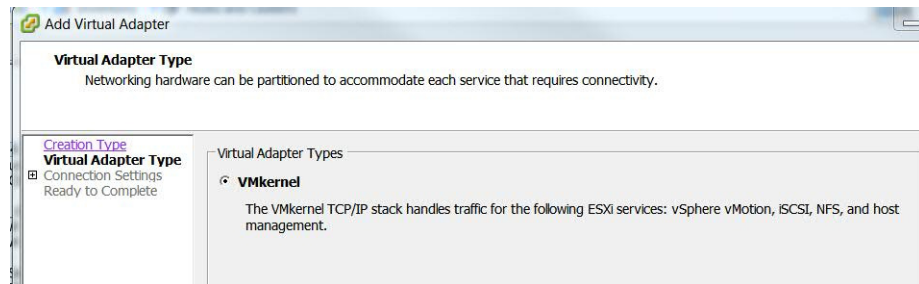 Add Virtual Adapter
Virtual Adapter Type
Networking hardware can be partitioned to accommodate each service that requires connectivity.
Creation Type
Virtual Adapter Type
Connection Settings
Ready to Complete
Virtual Adapter Types
VMkernel
The VMkernel TCP/IP stack handles traffic for the following ESXi services: vSphere vMotion, iSCSI, NFS, and host
management.